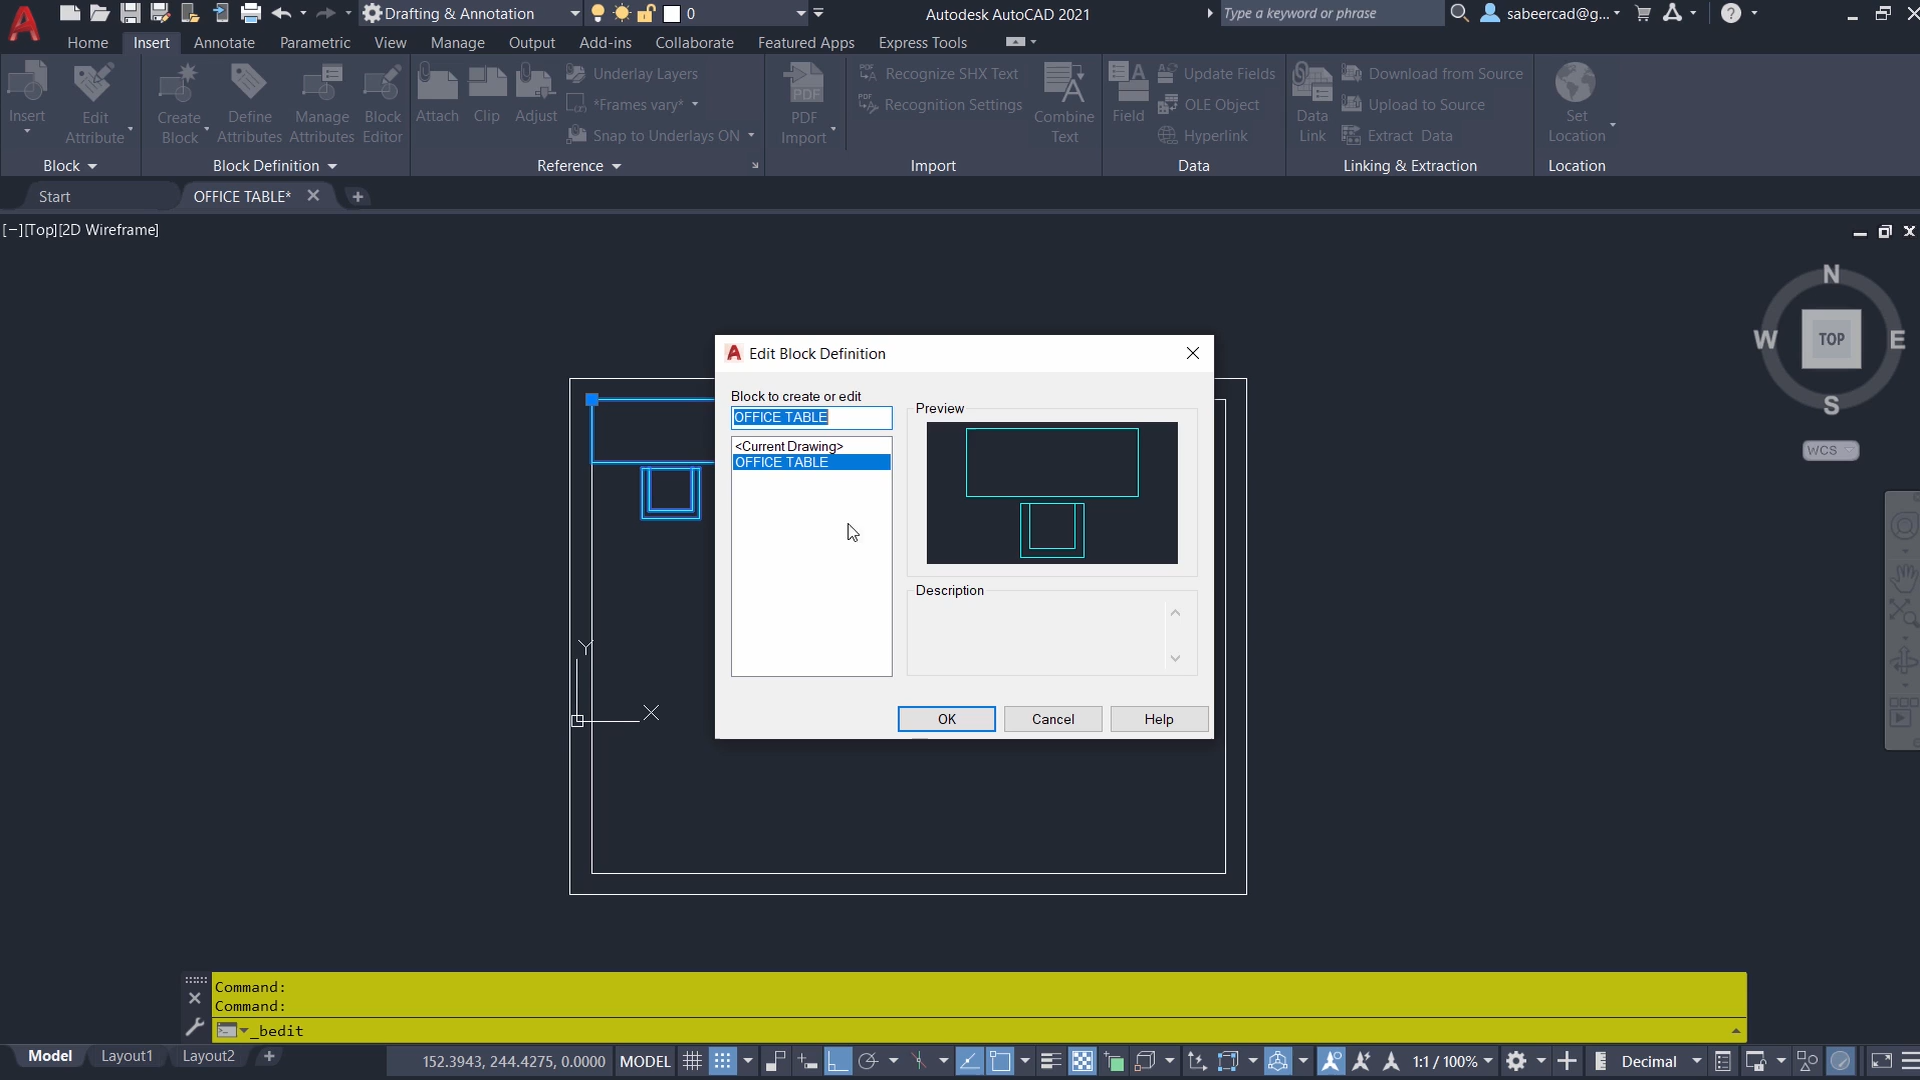 Drafting & Annotation
0
Autodesk AutoCAD 2021
Type a keyword or phrase
sabeercad@g...
Home
Insert
Annotate
Parametric
View
Manage
Output
Add-ins
Collaborate
Featured Apps
Express Tools
Insert
Edit
Attribute
Create
Block
Define
Attributes
Manage
Attributes
Block
Editor
Attach
Clip
Adjust
Underlay Layers
*Frames vary*
Snap to Underlays ON
PDF
PDF
Import
Recognize SHX Text
Recognition Settings
Combine
Text
Field
Update Fields
OLE Object
Hyperlink
Data
Link
Download from Source
Upload to Source
Extract Data
Set
Location
Block
Block Definition
Reference
Import
Data
Linking & Extraction
Location
Start
OFFICE TABLE*
[−][Top][2D Wireframe]
N
W
TOP
E
S
WCS
Edit Block Definition
Block to create or edit
OFFICE TABLE
<Current Drawing>
OFFICE TABLE
Preview
Description
OK
Cancel
Help
Y
X
Command:
Command:
_bedit
Model
Layout1
Layout2
152.3943, 244.4275, 0.0000
MODEL
1:1 / 100%
Decimal